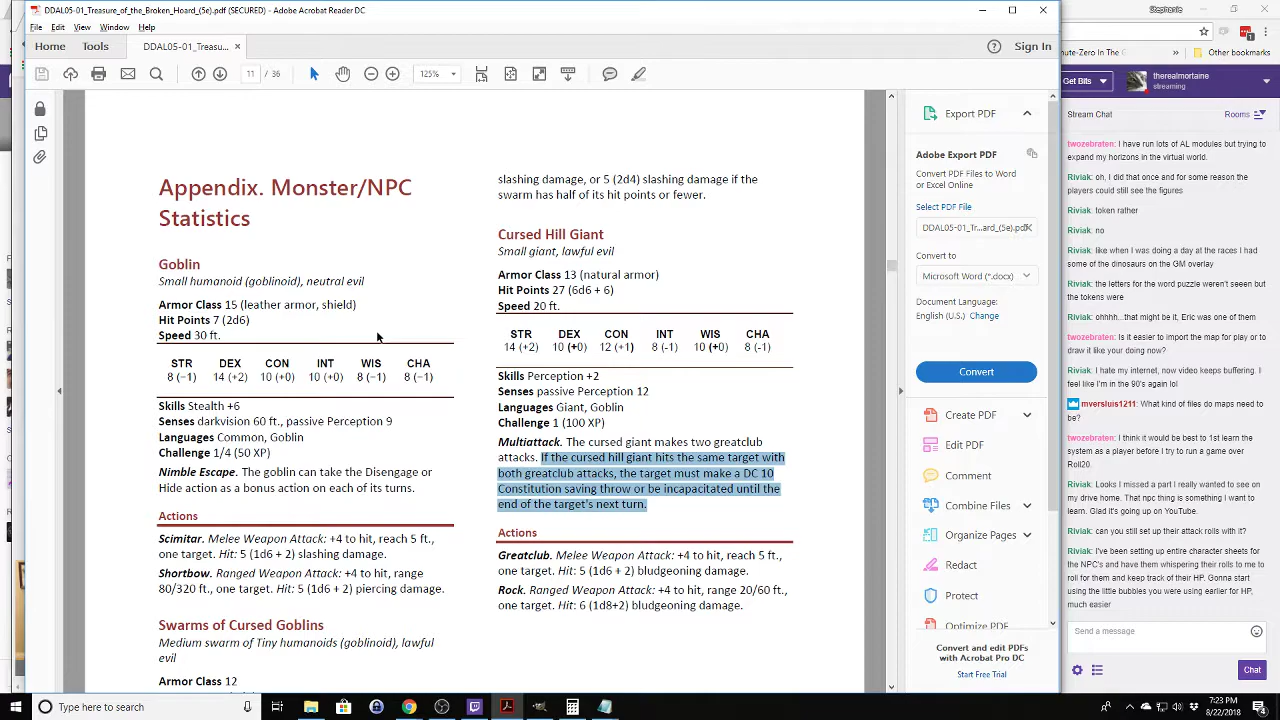 DDAL05-01_Treasure_of_the_Broken_Hoard_(5e).pdf (SECURED) - Adobe Acrobat Reader DC
File Edit View Window Help
Home Tools DDAL05-01_Treasu... ×
Sign In
11 / 36
125%
Appendix. Monster/NPC
Statistics
Goblin
Small humanoid (goblinoid), neutral evil
Armor Class 15 (leather armor, shield)
Hit Points 7 (2d6)
Speed 30 ft.
STR DEX CON INT WIS CHA
8 (−1) 14 (+2) 10 (+0) 10 (+0) 8 (−1) 8 (−1)
Skills Stealth +6
Senses darkvision 60 ft., passive Perception 9
Languages Common, Goblin
Challenge 1/4 (50 XP)
Nimble Escape. The goblin can take the Disengage or
Hide action as a bonus action on each of its turns.
Actions
Scimitar. Melee Weapon Attack: +4 to hit, reach 5 ft.,
one target. Hit: 5 (1d6 + 2) slashing damage.
Shortbow. Ranged Weapon Attack: +4 to hit, range
80/320 ft., one target. Hit: 5 (1d6 + 2) piercing damage.
Swarms of Cursed Goblins
Medium swarm of Tiny humanoids (goblinoid), lawful
evil
Armor Class 12
slashing damage, or 5 (2d4) slashing damage if the
swarm has half of its hit points or fewer.
Cursed Hill Giant
Small giant, lawful evil
Armor Class 13 (natural armor)
Hit Points 27 (6d6 + 6)
Speed 20 ft.
STR DEX CON INT WIS CHA
14 (+2) 10 (+0) 12 (+1) 8 (-1) 10 (+0) 8 (-1)
Skills Perception +2
Senses passive Perception 12
Languages Giant, Goblin
Challenge 1 (100 XP)
Multiattack. The cursed giant makes two greatclub
attacks. If the cursed hill giant hits the same target with
both greatclub attacks, the target must make a DC 10
Constitution saving throw or be incapacitated until the
end of the target's next turn.
Actions
Greatclub. Melee Weapon Attack: +4 to hit, reach 5 ft.,
one target. Hit: 5 (1d6 + 2) bludgeoning damage.
Rock. Ranged Weapon Attack: +4 to hit, range 20/60 ft.,
one target. Hit: 6 (1d8+2) bludgeoning damage.
Export PDF
Adobe Export PDF
Convert PDF Files to Word
or Excel Online
Select PDF File
DDAL05-01_Tr...ard_(5e).pdf
Convert to
Microsoft Word (*.docx)
Document Language:
English (U.S.) Change
Convert
Create PDF
Edit PDF
Comment
Combine Files
Organize Pages
Redact
Protect
Optimize PDF
Convert and edit PDFs
with Acrobat Pro DC
Start Free Trial
Stephanie
nute-Zero In The C
Other bookmarks
Get Bits
therealmortaine
streaming
Stream Chat Rooms
twozebraten: I have run lots of AL modules but trying to
expand my horizons in the virtual world.
Riviak: oh, I did that once and for some reason the
players could still see the figures
Riviak: token rather
Riviak: no
Riviak: like when I was doing a day at the races I had
some of the dinosaurs on the GM overlay
Riviak: the letters for the word puzzle weren't seen but
the tokens were
Riviak: ohhhh...that might be it, Eric was one of them
twozebraten: Is it easier to import the map for play or to
draw it like your doing now?
Riviak: I hate my internet, now video keeps buffering. I
feel like I'm in the 90's again lol
mversluis1211: What kind of files do maps need to
be?
twozebraten: I think it would be best to 1st learn the
system as a player before I try to run a game over
Roll20.
Riviak: Looks I missed a part I really wanted to see on
my drive home. That npc thing is something I want to
learn. Glad it's going up on YouTube.
Riviak: can you still set up their attack rolls with it?
Riviak: I've been setting up entire character sheets for
the NPC's and have them whispering their rolls to me to
roll for them and keep track of their HP. Gonna start
using the little bubbles you were using earlier for HP,
much easier
Send a message
Chat
Type here to search
7:23 PM
8/22/2018